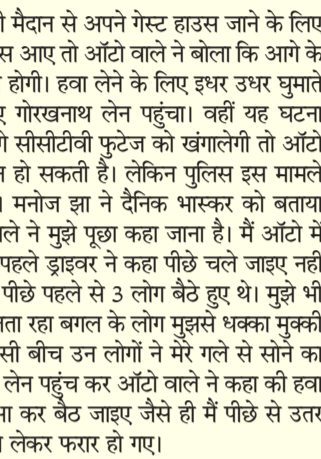 मैदान से अपने गेस्ट हाउस जाने के लिए
आए तो ऑटो वाले ने बोला कि आगे के
होगी। हवा लेने के लिए इधर उधर घुमाते
गोरखनाथ लेन पहुंचा। वहीं यह घटना
सीसीटीवी फुटेज को खंगालेगी तो ऑटो
हो सकती है। लेकिन पुलिस इस मामले
। मनोज झा ने दैनिक भास्कर को बताया
ने मुझे पूछा कहा जाना है। मैं ऑटो में
पहले ड्राइवर ने कहा पीछे चले जाइए नही
पीछे पहले से 3 लोग बैठे हुए थे। मुझे भी
रहा बगल के लोग मुझसे धक्का मुक्की
बीच उन लोगों ने मेरे गले से सोने का
लेन पहुंच कर ऑटो वाले ने कहा की हवा
कर बैठ जाइए जैसे ही मैं पीछे से उतर
लेकर फरार हो गए।